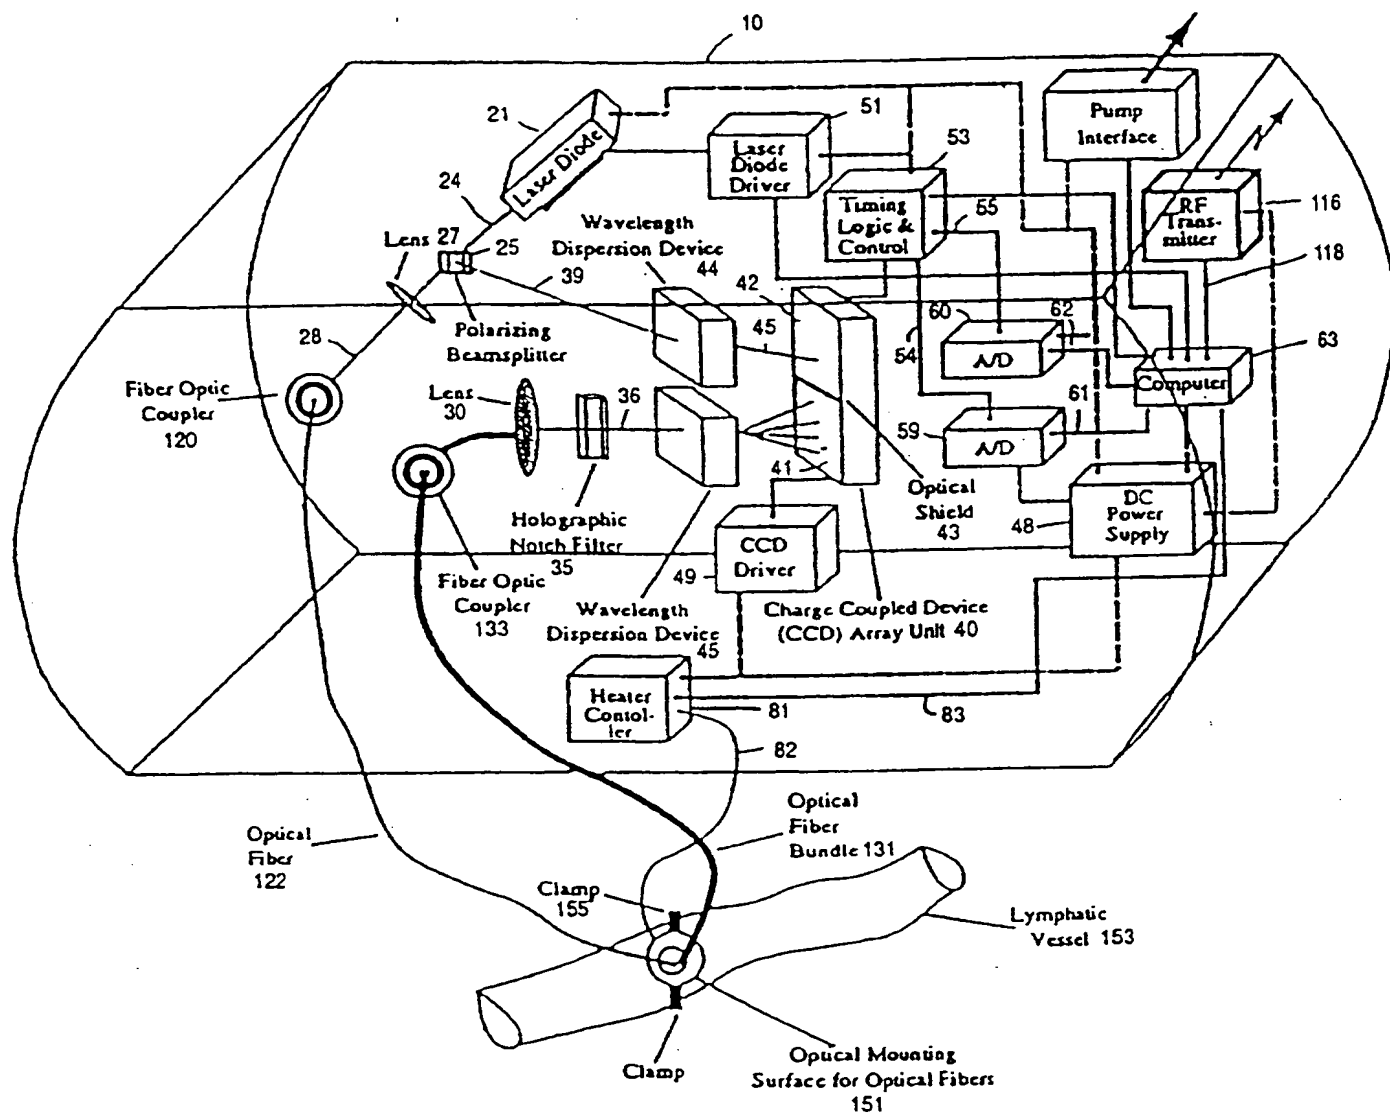 10
21
Laser Diode
24
51
Laser
Diode
Driver
53
Pump
Interface
Timing
Logic &
Control
55
RF
Trans-
mitter
116
118
Wavelength
Dispersion Device
44
Lens 27
25
39
42
45
Polarizing
Beamsplitter
28
60
A/D
62
54
63
Computer
Fiber Optic
Coupler
120
Lens
30
36
41
59
A/D
61
Optical
Shield
43
Holographic
Notch Filter
35
Fiber Optic
Coupler
133
49
CCD
Driver
48
DC
Power
Supply
Wavelength
Dispersion Device
45
Charge Coupled Device
(CCD) Array Unit 40
Heater
Contol-
ler
81
83
82
Optical
Fiber
122
Optical
Fiber
Bundle 131
Clamp
155
Lymphatic
Vessel 153
Clamp
Optical Mounting
Surface for Optical Fibers
151